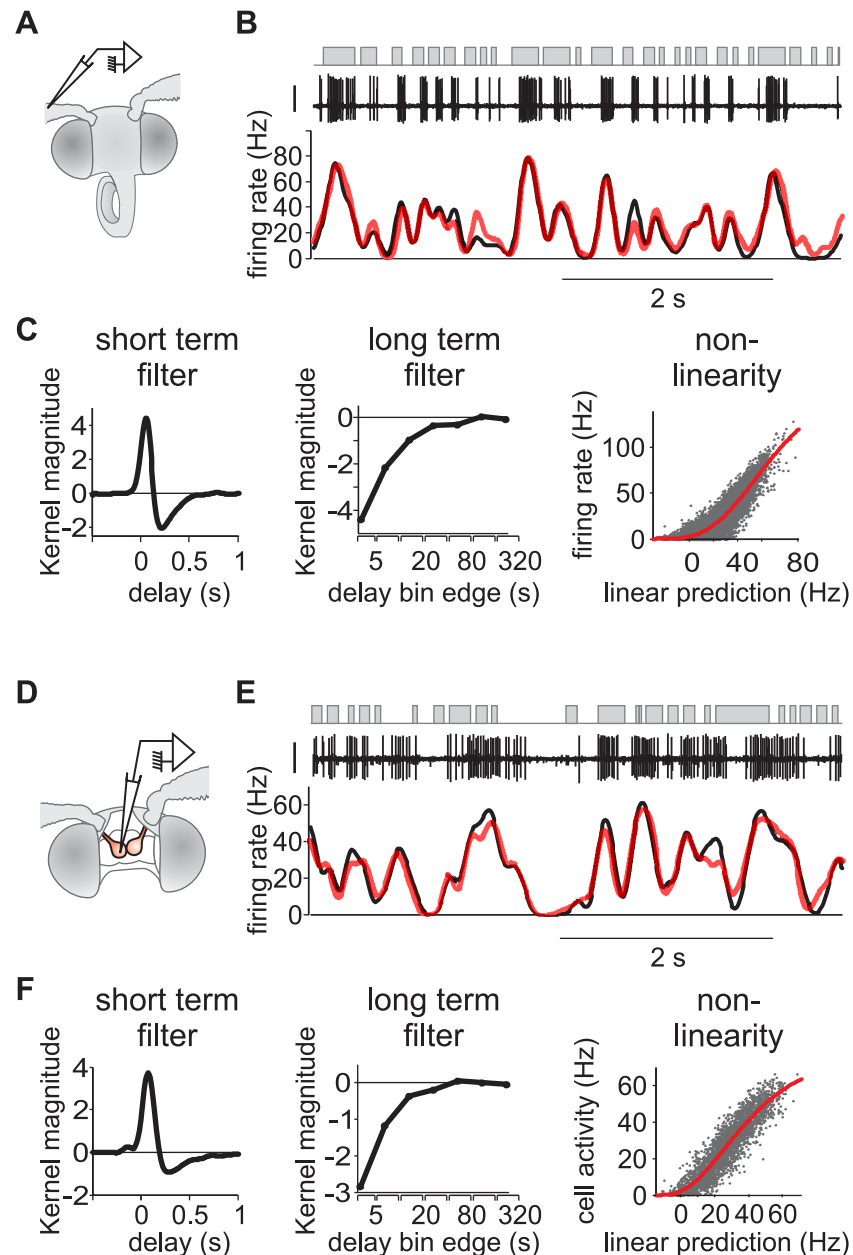 A
B
firing rate (Hz)
80
60
40
20
0
2 s
C
short term
filter
Kernel magnitude
4
2
0
-2
0
0.5
1
delay (s)
long term
filter
Kernel magnitude
0
-2
-4
5
20
80
320
delay bin edge (s)
non-
linearity
firing rate (Hz)
100
50
0
0
40
80
linear prediction (Hz)
D
E
firing rate (Hz)
60
40
20
0
2 s
F
short term
filter
Kernel magnitude
4
2
0
-2
0
0.5
1
delay (s)
long term
filter
Kernel magnitude
0
-1
-2
-3
5
20
80
320
delay bin edge (s)
non-
linearity
cell activity (Hz)
60
40
20
0
0
20
40
60
linear prediction (Hz)